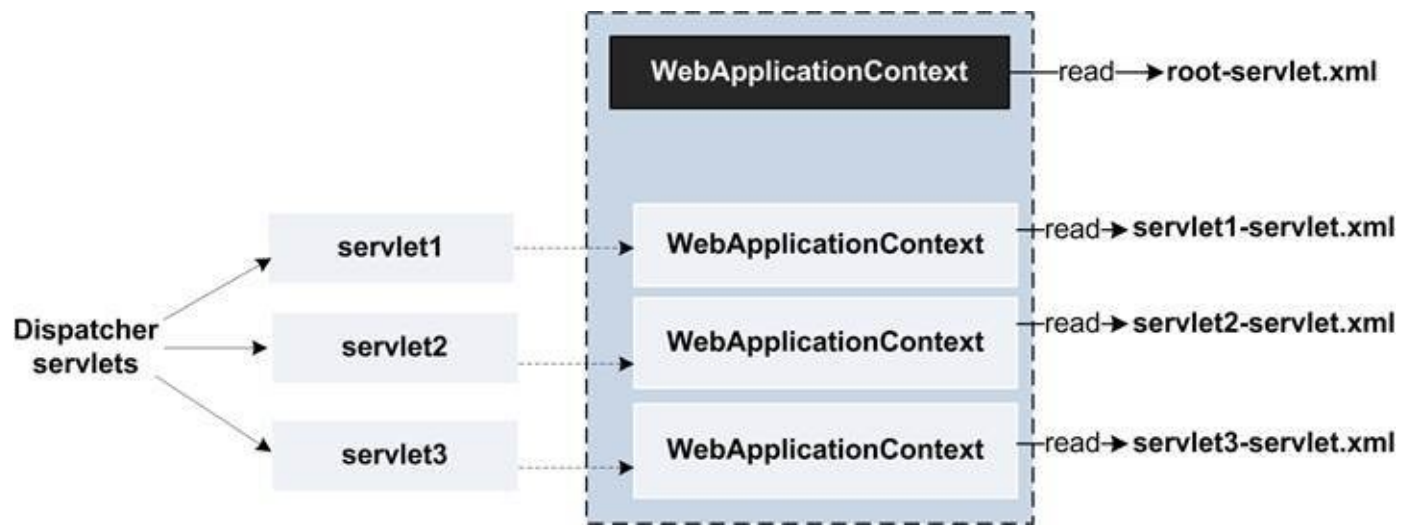 WebApplicationContext
read
root-servlet.xml
servlet1
WebApplicationContext
read
servlet1-servlet.xml
Dispatcher
servlets
servlet2
WebApplicationContext
read
servlet2-servlet.xml
servlet3
WebApplicationContext
read
servlet3-servlet.xml